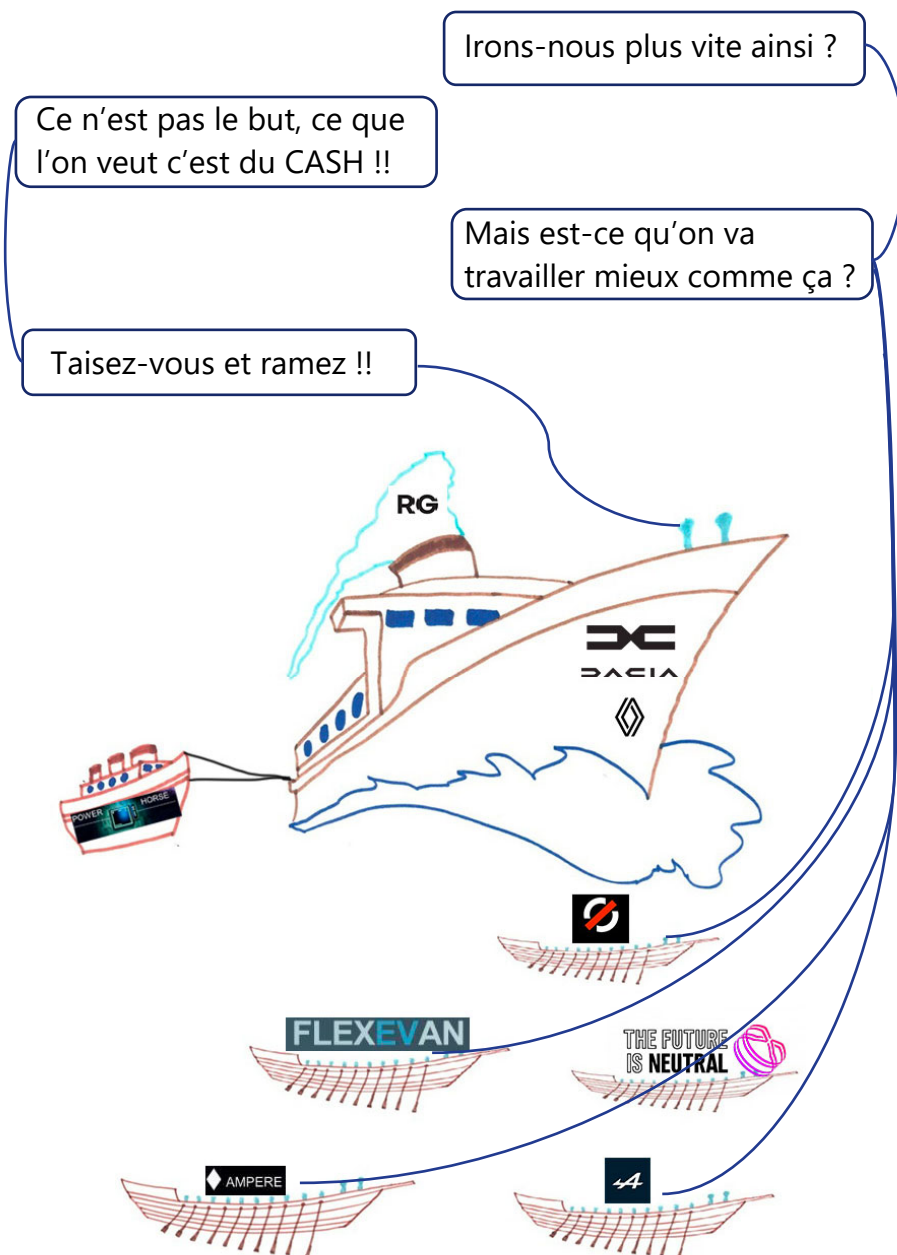 Irons-nous plus vite ainsi ?
Ce n’est pas le but, ce que
l’on veut c’est du CASH !!
Mais est-ce qu’on va
travailler mieux comme ça ?
Taisez-vous et ramez !!
RG
DACIA
POWER HORSE
FLEXEVAN
THE FUTURE
IS NEUTRAL
AMPERE